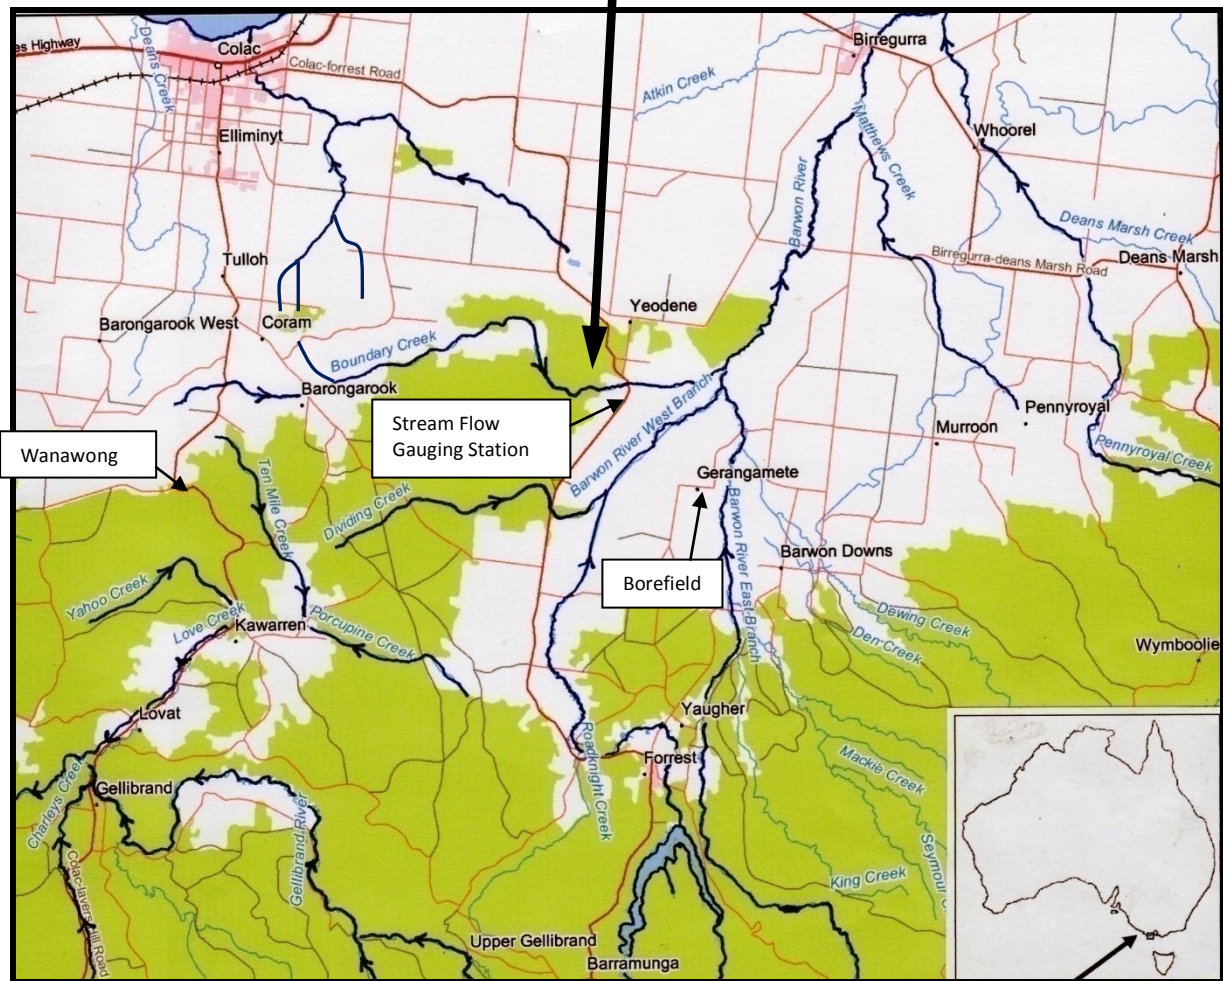 es Highway
Colac
Deans Creek
Colac-forrest Road
Elliminyt
Birregurra
Atkin Creek
Matthews Creek
Whoorel
Barwon River
Deans Marsh Creek
Birregurra-deans Marsh Road
Deans Marsh
Tulloh
Barongarook West
Coram
Yeodene
Boundary Creek
Barongarook
Stream Flow
Gauging Station
Barwon River West Branch
Pennyroyal
Murroon
Pennyroyal Creek
Wanawong
Ten Mile Creek
Dividing Creek
Gerangamete
Barwon River East Branch
Barwon Downs
Borefield
Yahoo Creek
Love Creek
Kawarren
Porcupine Creek
Dewing Creek
Den Creek
Wymboolie
Lovat
Yaugher
Roadknight Creek
Forrest
Mackie Creek
Charleys Creek
Gellibrand
Gellibrand River
Seymour C
King Creek
Colac-lavers Hill Road
Upper Gellibrand
Barramunga